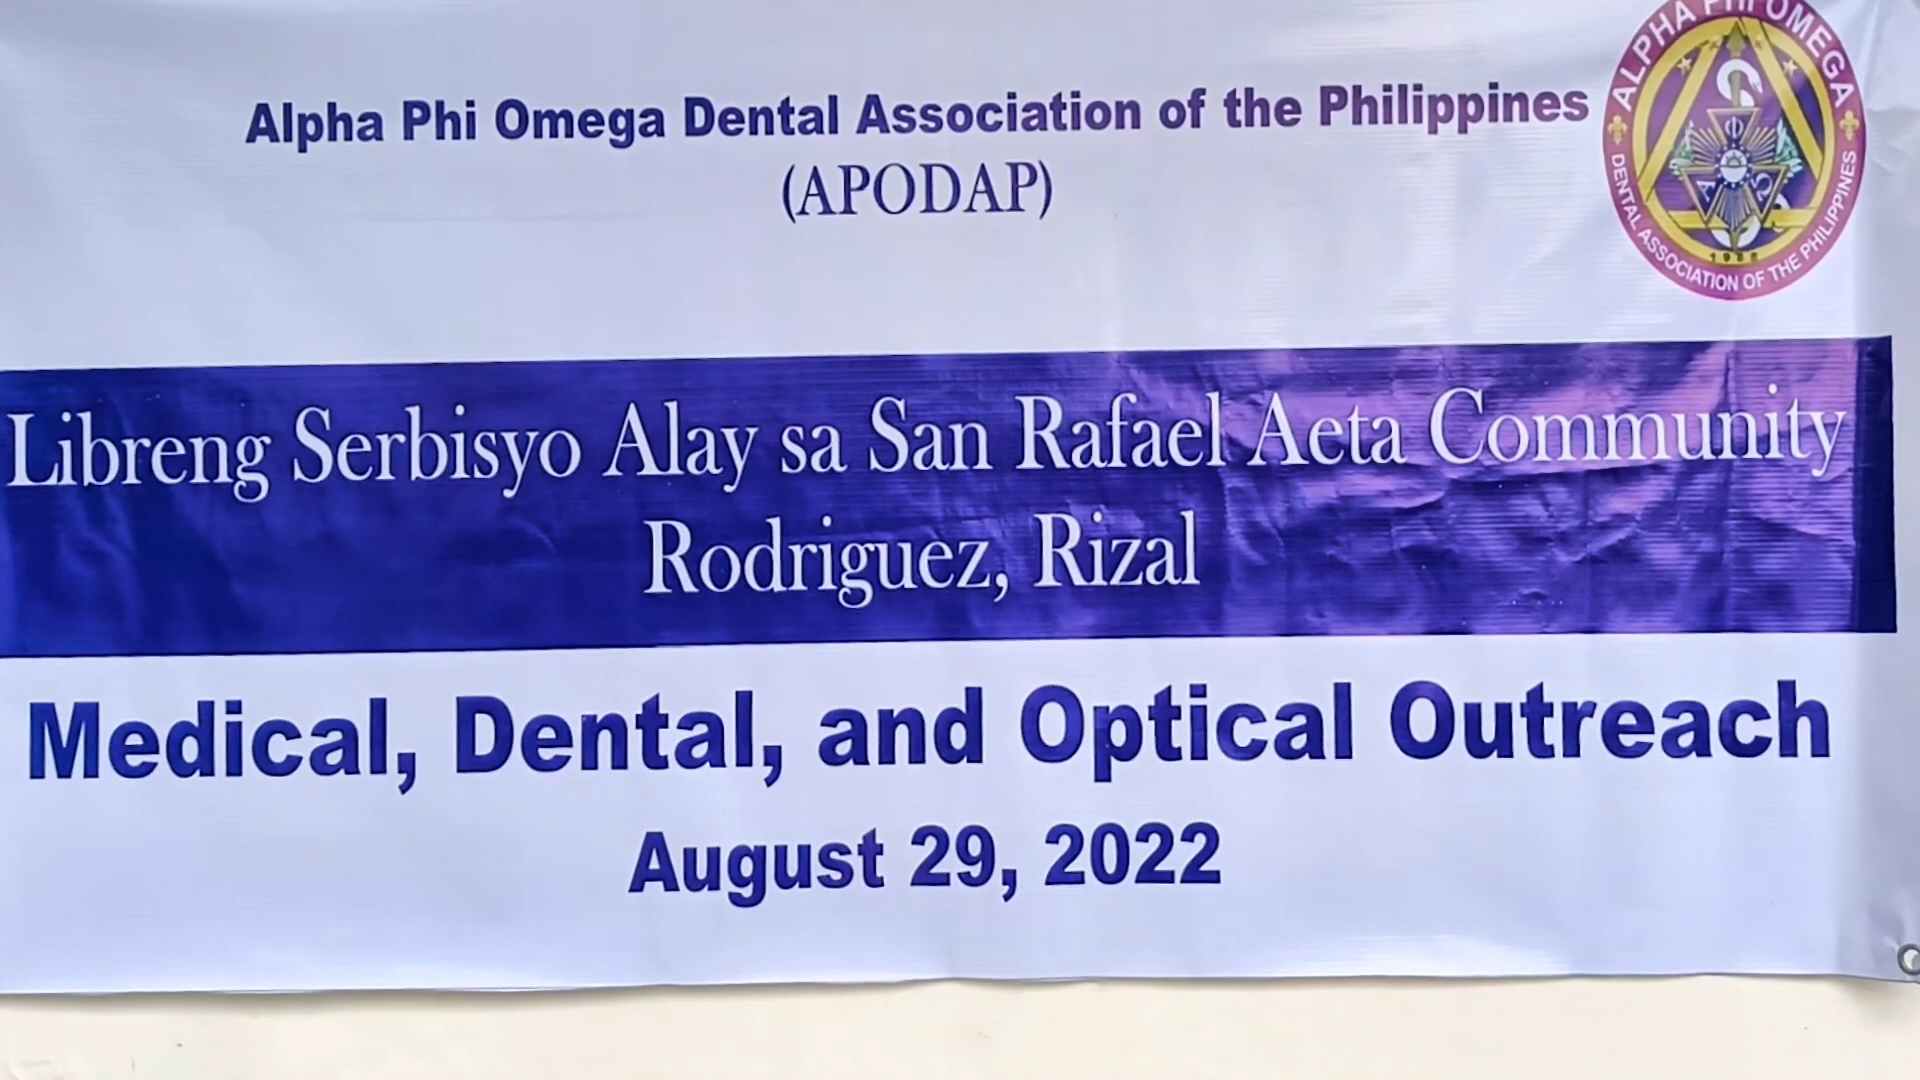 Alpha Phi Omega Dental Association of the Philippines
(APODAP)
ALPHA PHI OMEGA
DENTAL ASSOCIATION OF THE PHILIPPINES
Libreng Serbisyo Alay sa San Rafael Aeta Community
Rodriguez, Rizal
Medical, Dental, and Optical Outreach
August 29, 2022